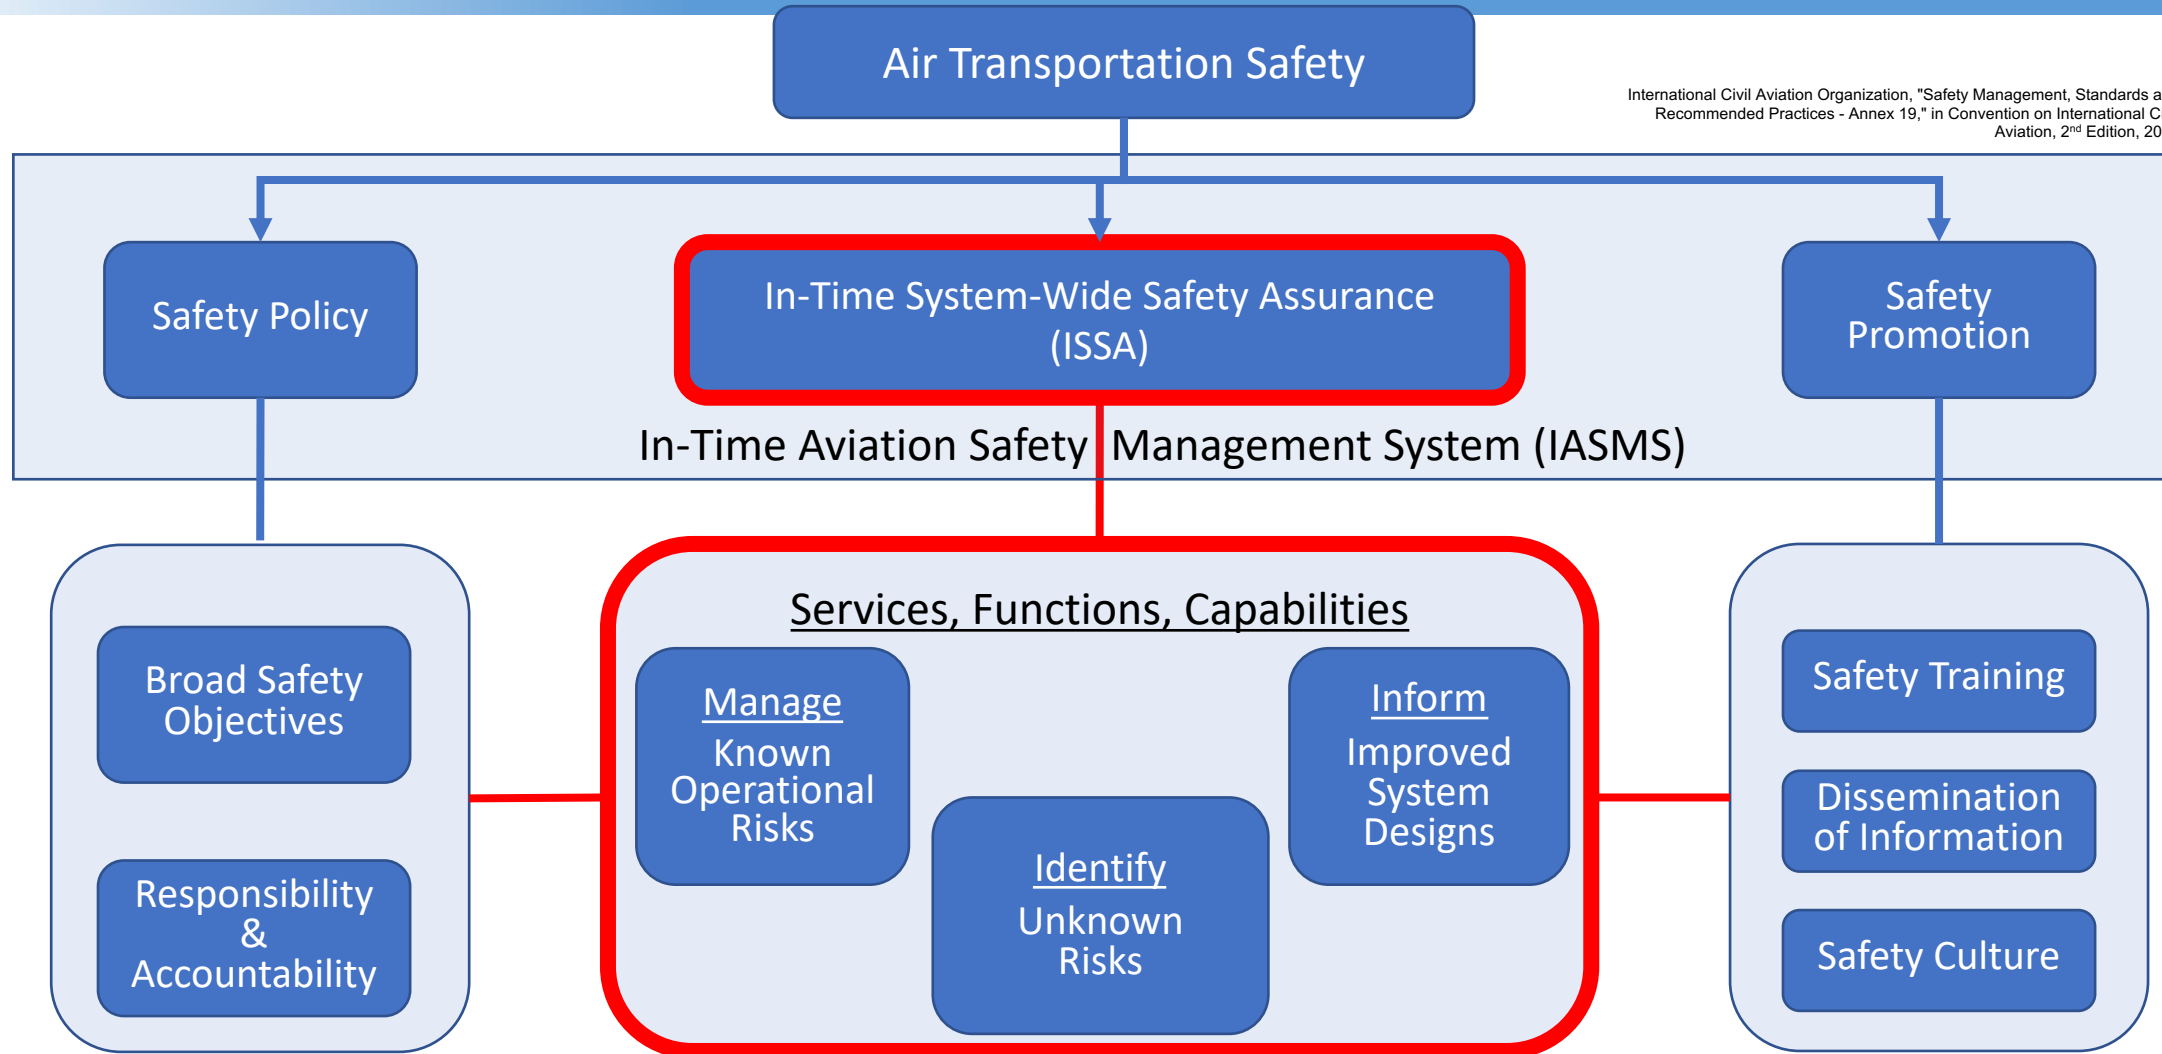 Air Transportation Safety
International Civil Aviation Organization, "Safety Management, Standards a
Recommended Practices - Annex 19," in Convention on International C
Aviation, 2nd Edition, 20
Safety Policy
In-Time System-Wide Safety Assurance
(ISSA)
Safety
Promotion
In-Time Aviation Safety Management System (IASMS)
Broad Safety
Objectives
Responsibility
&
Accountability
Services, Functions, Capabilities
Manage
Known
Operational
Risks
Identify
Unknown
Risks
Inform
Improved
System
Designs
Safety Training
Dissemination
of Information
Safety Culture